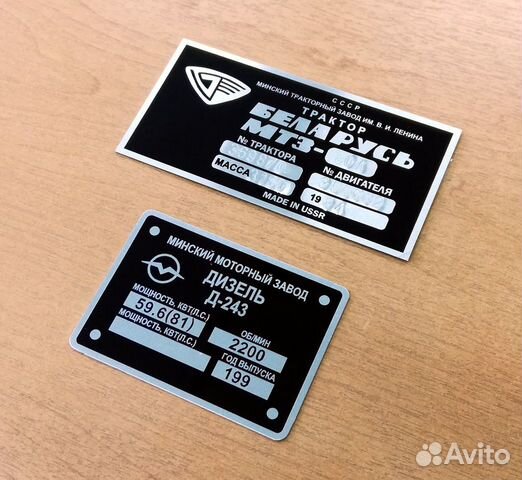 СССР
МИНСКИЙ ТРАКТОРНЫЙ ЗАВОД ИМ. В. И. ЛЕНИНА
ТРАКТОР
БЕЛАРУСЬ
МТЗ-
№ ТРАКТОРА
№ ДВИГАТЕЛЯ
МАССА
19
MADE IN USSR
МИНСКИЙ МОТОРНЫЙ ЗАВОД
ДИЗЕЛЬ
Д-243
МОЩНОСТЬ, КВТ(Л.С.)
59.6(81)
ОБ/МИН
2200
МОЩНОСТЬ, КВТ(Л.С.)
ГОД ВЫПУСКА
199
Avito